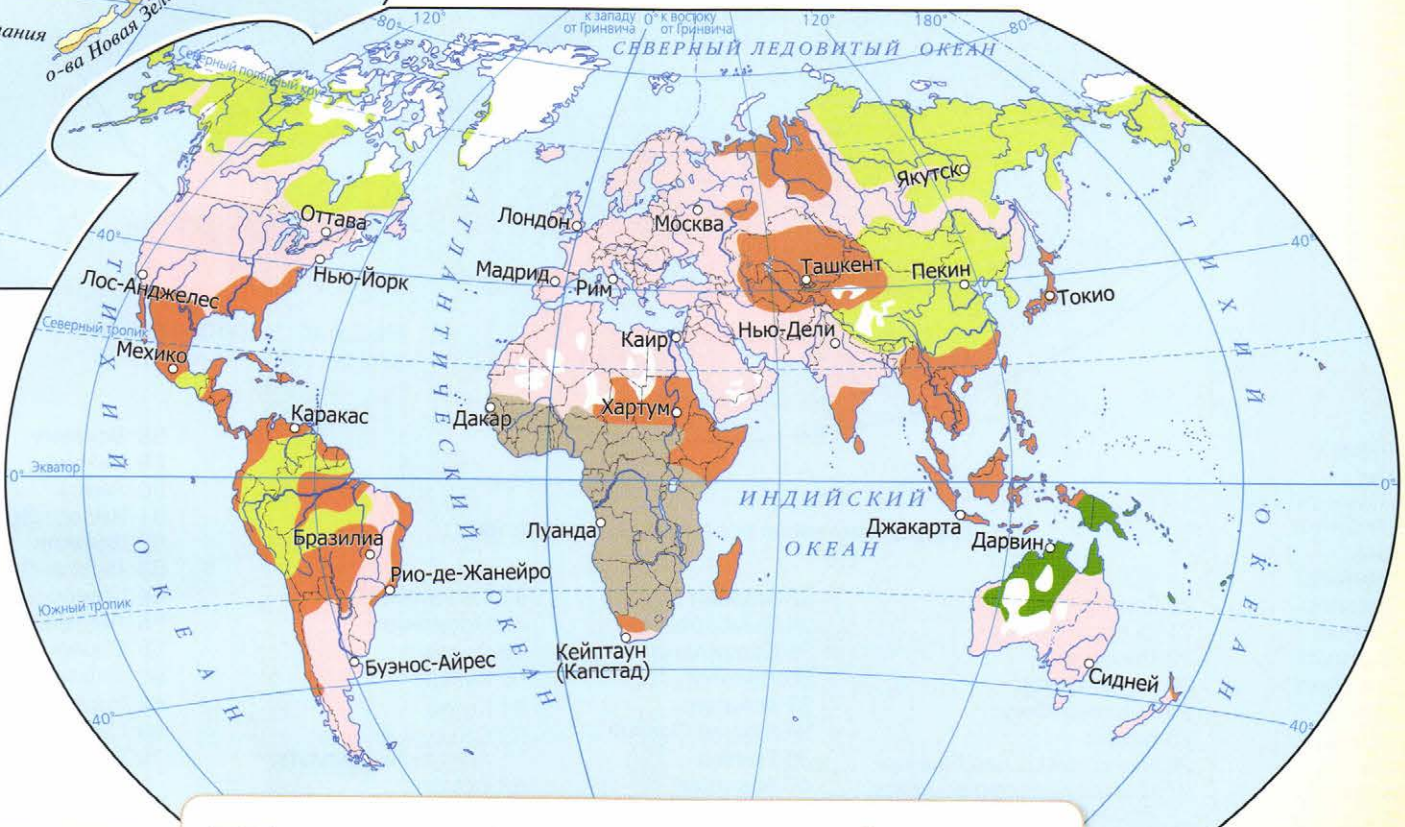 ания
о-ва Новая Зел
80° 120° к западу 0° к востоку 120° 180° 80°
от Гринвича от Гринвича
СЕВЕРНЫЙ ЛЕДОВИТЫЙ ОКЕАН
Северный полярный круг
Якутск
Лондон
Москва
Оттава
40°
40°
Нью-Йорк
Мадрид
Рим
Ташкент
Пекин
Токио
Лос-Анджелес
Северный тропик
Каир
Нью-Дели
Мехико
Каракас
Дакар
Хартум
0° Экватор
0°
ТИХИЙ ОКЕАН
АТЛАНТИЧЕСКИЙ ОКЕАН
ИНДИЙСКИЙ
ОКЕАН
ТИХИЙ ОКЕАН
Луанда
Джакарта
Дарвин
Бразилиа
Рио-де-Жанейро
Южный тропик
Кейптаун
(Капстад)
Буэнос-Айрес
Сидней
40°
40°